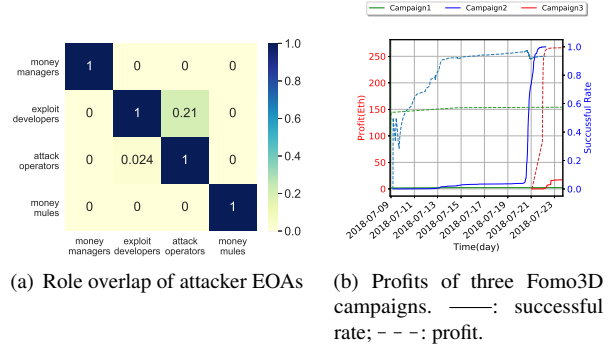 Campaign1 Campaign2 Campaign3
money
managers
exploit
developers
attack
operators
money
mules
1 0 0 0
0 1 0.21 0
0 0.024 1 0
0 0 0 1
money
managers
exploit
developers
attack
operators
money
mules
1.0
0.8
0.6
0.4
0.2
0.0
Profit(Eth)
250
200
150
100
50
0
1.0
0.8
0.6
0.4
0.2
0.0
Successful Rate
2018-07-09
2018-07-11
2018-07-13
2018-07-15
2018-07-17
2018-07-19
2018-07-21
2018-07-23
Time(day)
(a) Role overlap of attacker EOAs
(b) Profits of three Fomo3D
campaigns. ——: successful
rate; - - -: profit.